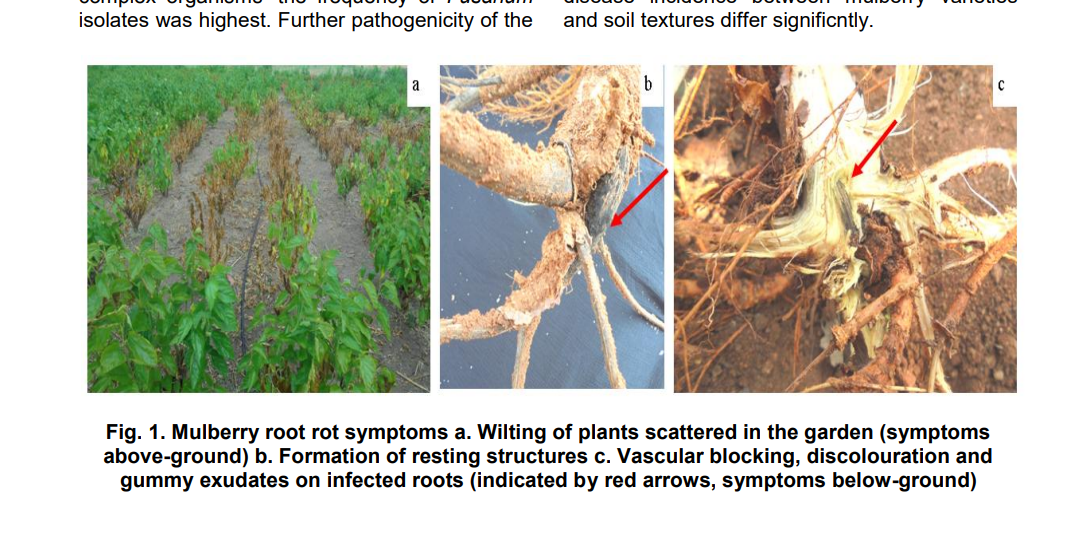 isolates was highest. Further pathogenicity of the
and soil textures differ significntly.
a
b
c
Fig. 1. Mulberry root rot symptoms a. Wilting of plants scattered in the garden (symptoms
above-ground) b. Formation of resting structures c. Vascular blocking, discolouration and
gummy exudates on infected roots (indicated by red arrows, symptoms below-ground)